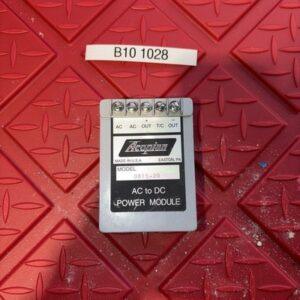 B10 1028
+ -
AC AC OUT T/C OUT
Acopian
MADE IN U.S.A. EASTON, PA
MODEL
AC to DC
POWER MODULE